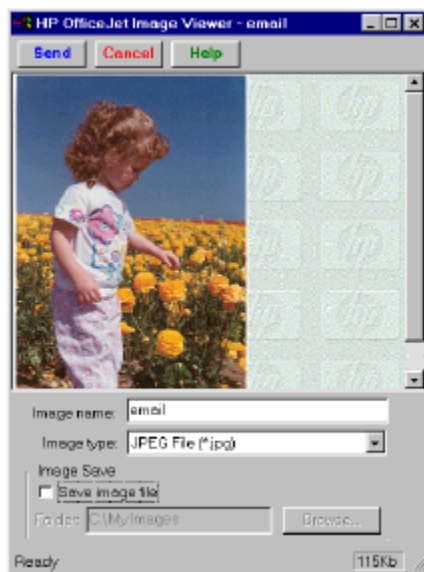 HP OfficeJet Image Viewer - email
Send Cancel Help
Image name: email
Image type: JPEG File (*.jpg)
Image Save
Save image file
Folder: C:\MyImages Browse...
Ready 115Kb